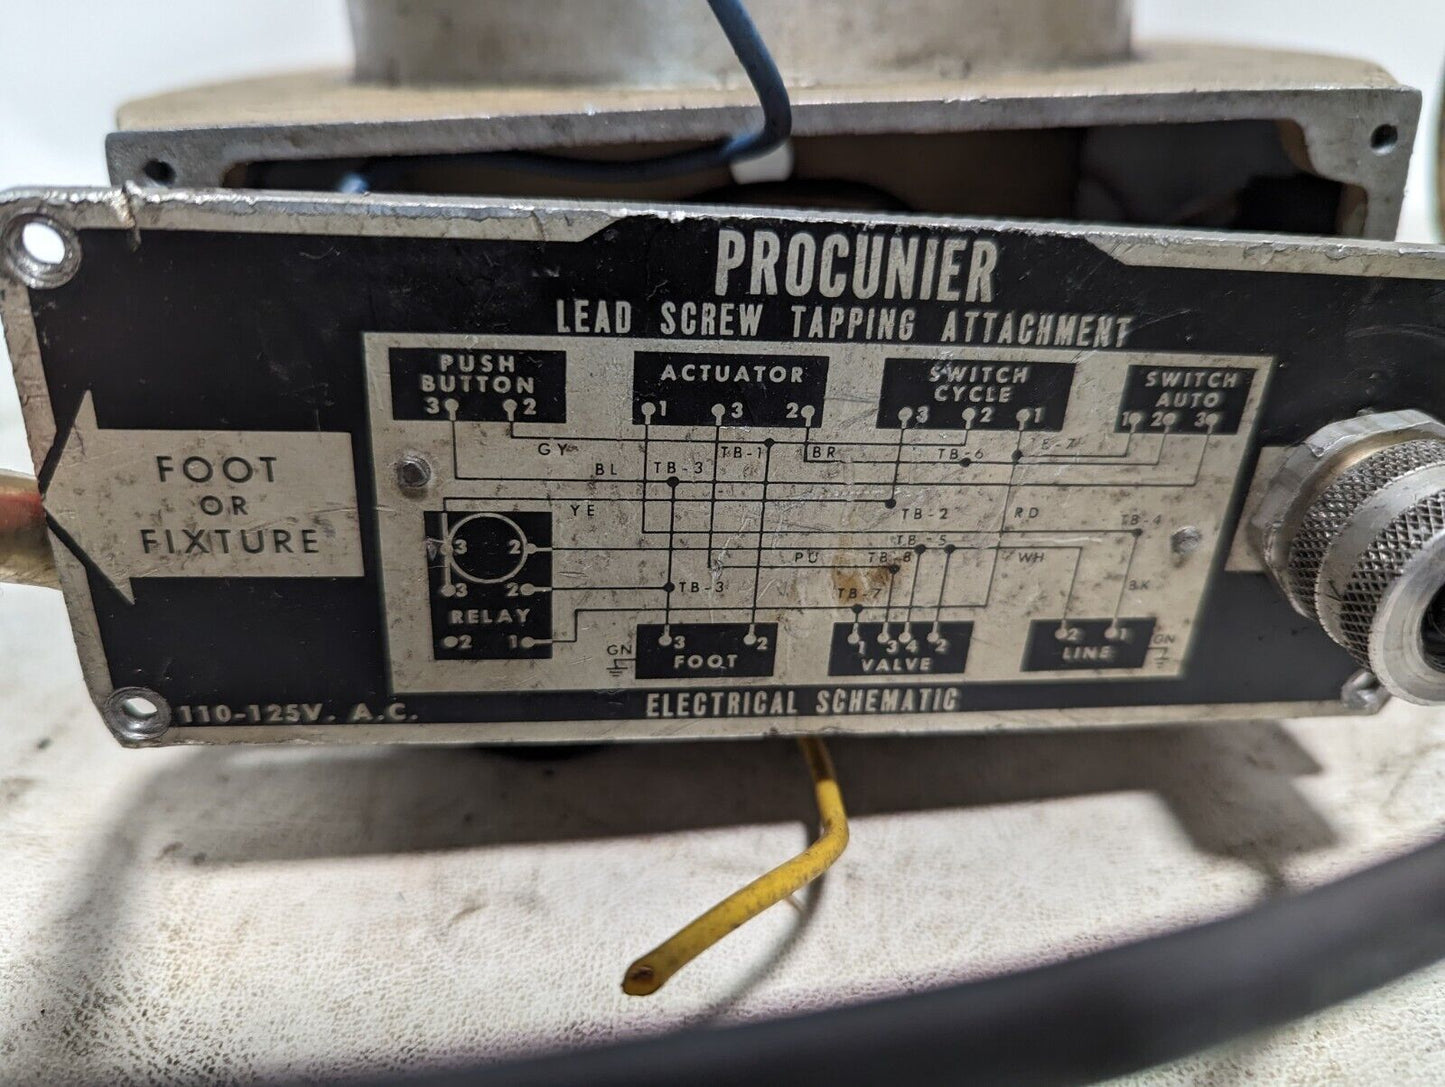 PROCUNIER
LEAD SCREW TAPPING ATTACHMENT
PUSH
BUTTON
3 2
ACTUATOR
1 3 2
SWITCH
CYCLE
3 2 1
SWITCH
AUTO
1 2 3
GY
TB-1
BR
TB-6
TB-7
BL
TB-3
YE
TB-2
RD
TB-4
FOOT
OR
FIXTURE
3 2
TB-5
PU
TB-8
WH
3 2
TB-3
TB-7
BK
RELAY
2 1
GN
3 2
FOOT
1 3 4 2
VALVE
2 1
LINE
GN
110-125V. A.C.
ELECTRICAL SCHEMATIC